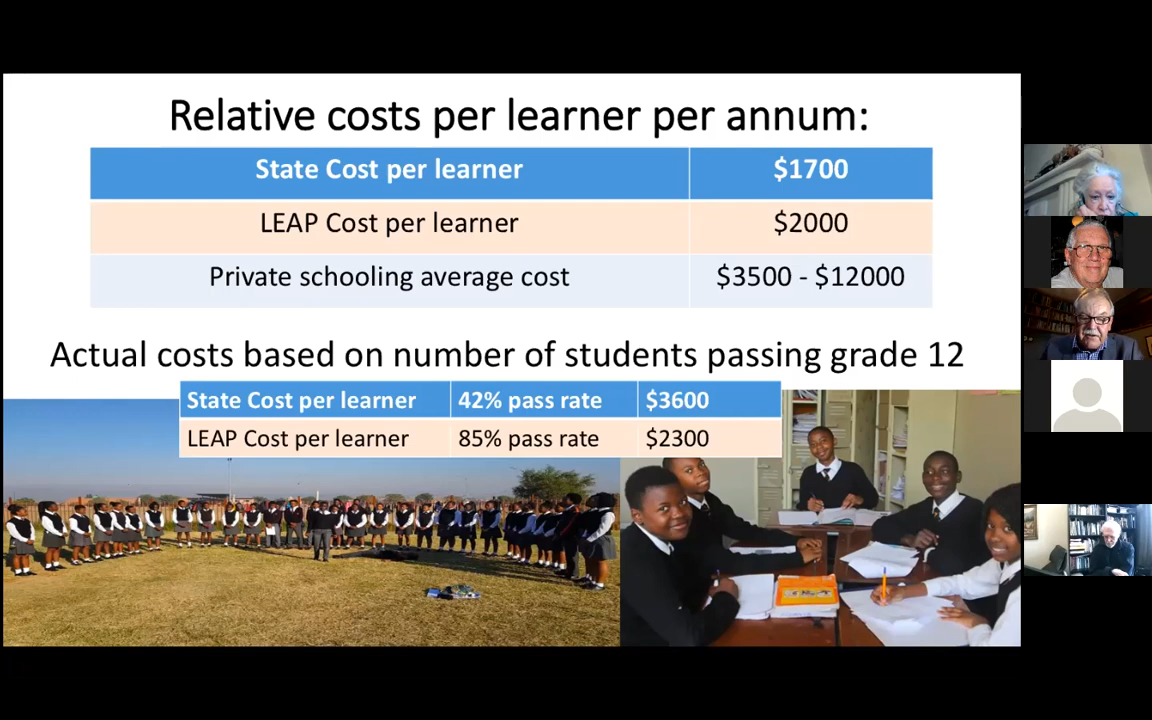 Relative costs per learner per annum:
State Cost per learner $1700
LEAP Cost per learner $2000
Private schooling average cost $3500 - $12000
Actual costs based on number of students passing grade 12
State Cost per learner 42% pass rate $3600
LEAP Cost per learner 85% pass rate $2300